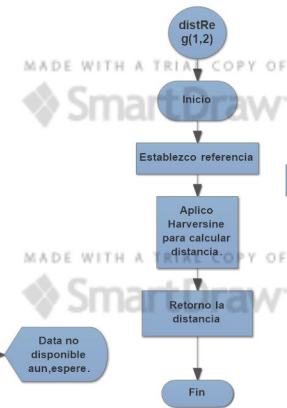 distRe
g(1,2)
MADE WITH A TRIAL COPY OF
SmartDraw
Inicio
Establezco referencia
Aplico
Harversine
para calcular
distancia.
MADE WITH A TRIAL COPY OF
SmartDraw
Retorno la
distancia
Data no
disponible
aun,espere.
Fin